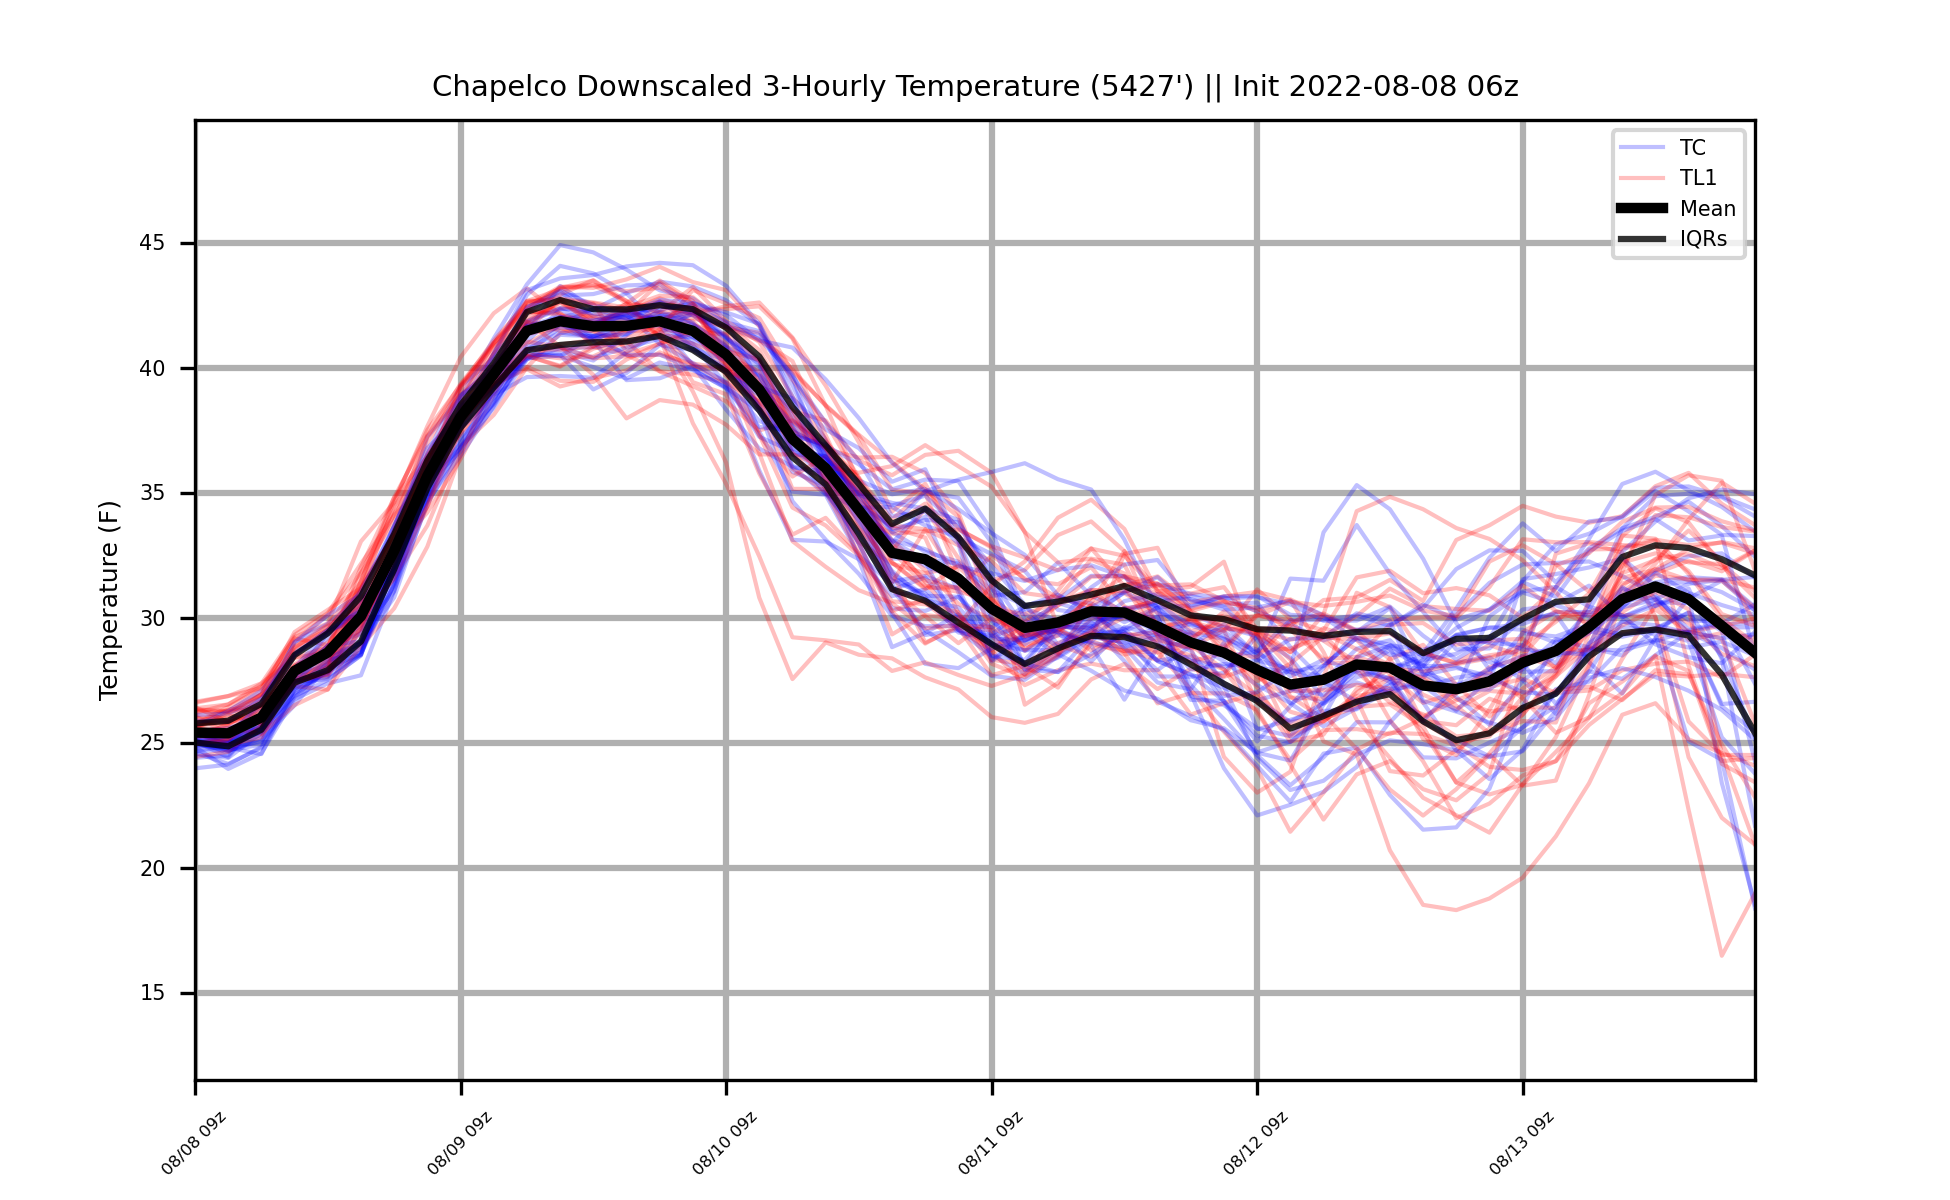 Chapelco Downscaled 3-Hourly Temperature (5427') || Init 2022-08-08 06z
TC
TL1
Mean
IQRs
Temperature (F)
45
40
35
30
25
20
15
08/08 09z
08/09 09z
08/10 09z
08/11 09z
08/12 09z
08/13 09z